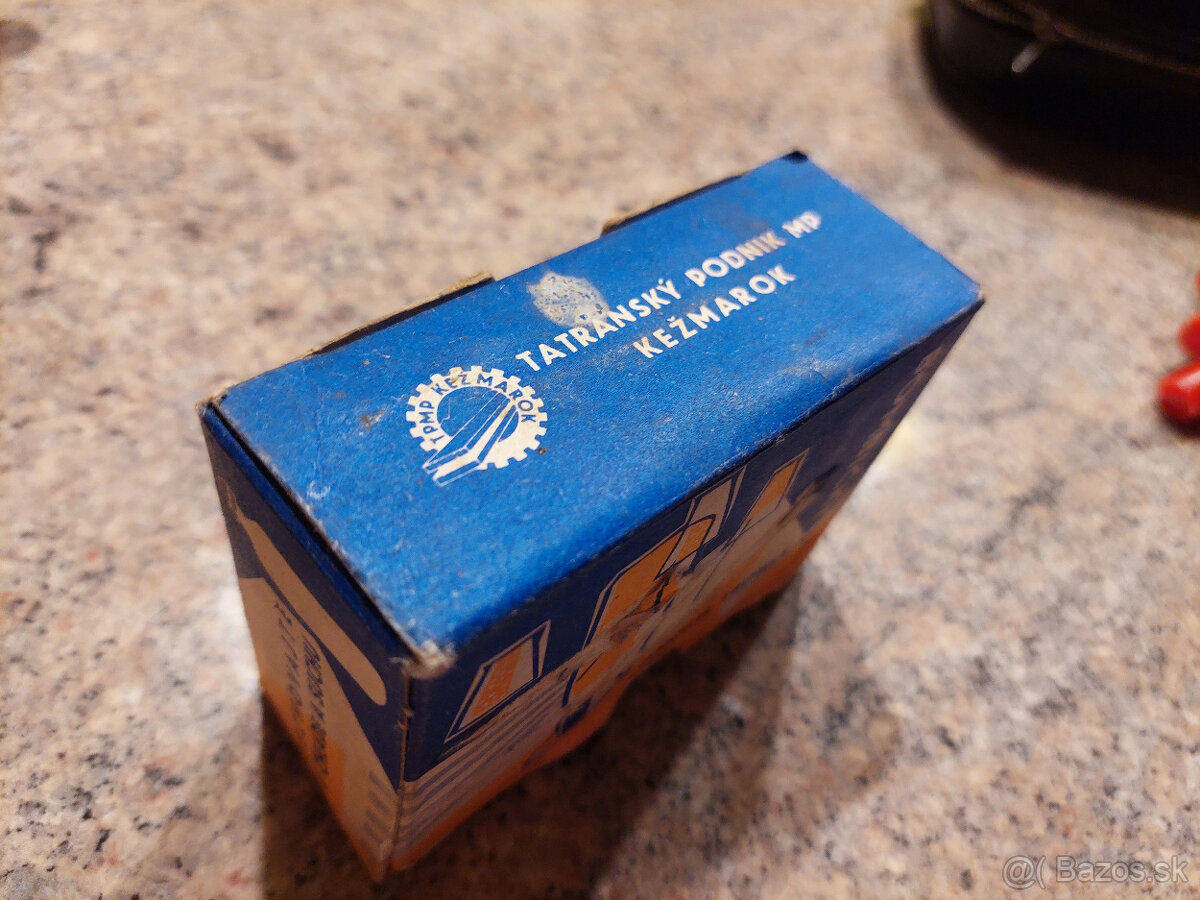 TATRANSKÝ PODNIK MP
KEŽMAROK
TPMP KEŽMAROK
@( Bazos.sk